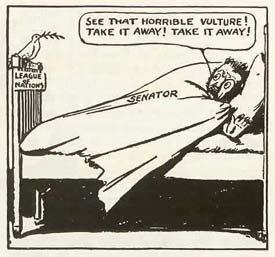 SEE THAT HORRIBLE VULTURE!
TAKE IT AWAY! TAKE IT AWAY!
LEAGUE
OF
NATIONS
SENATOR